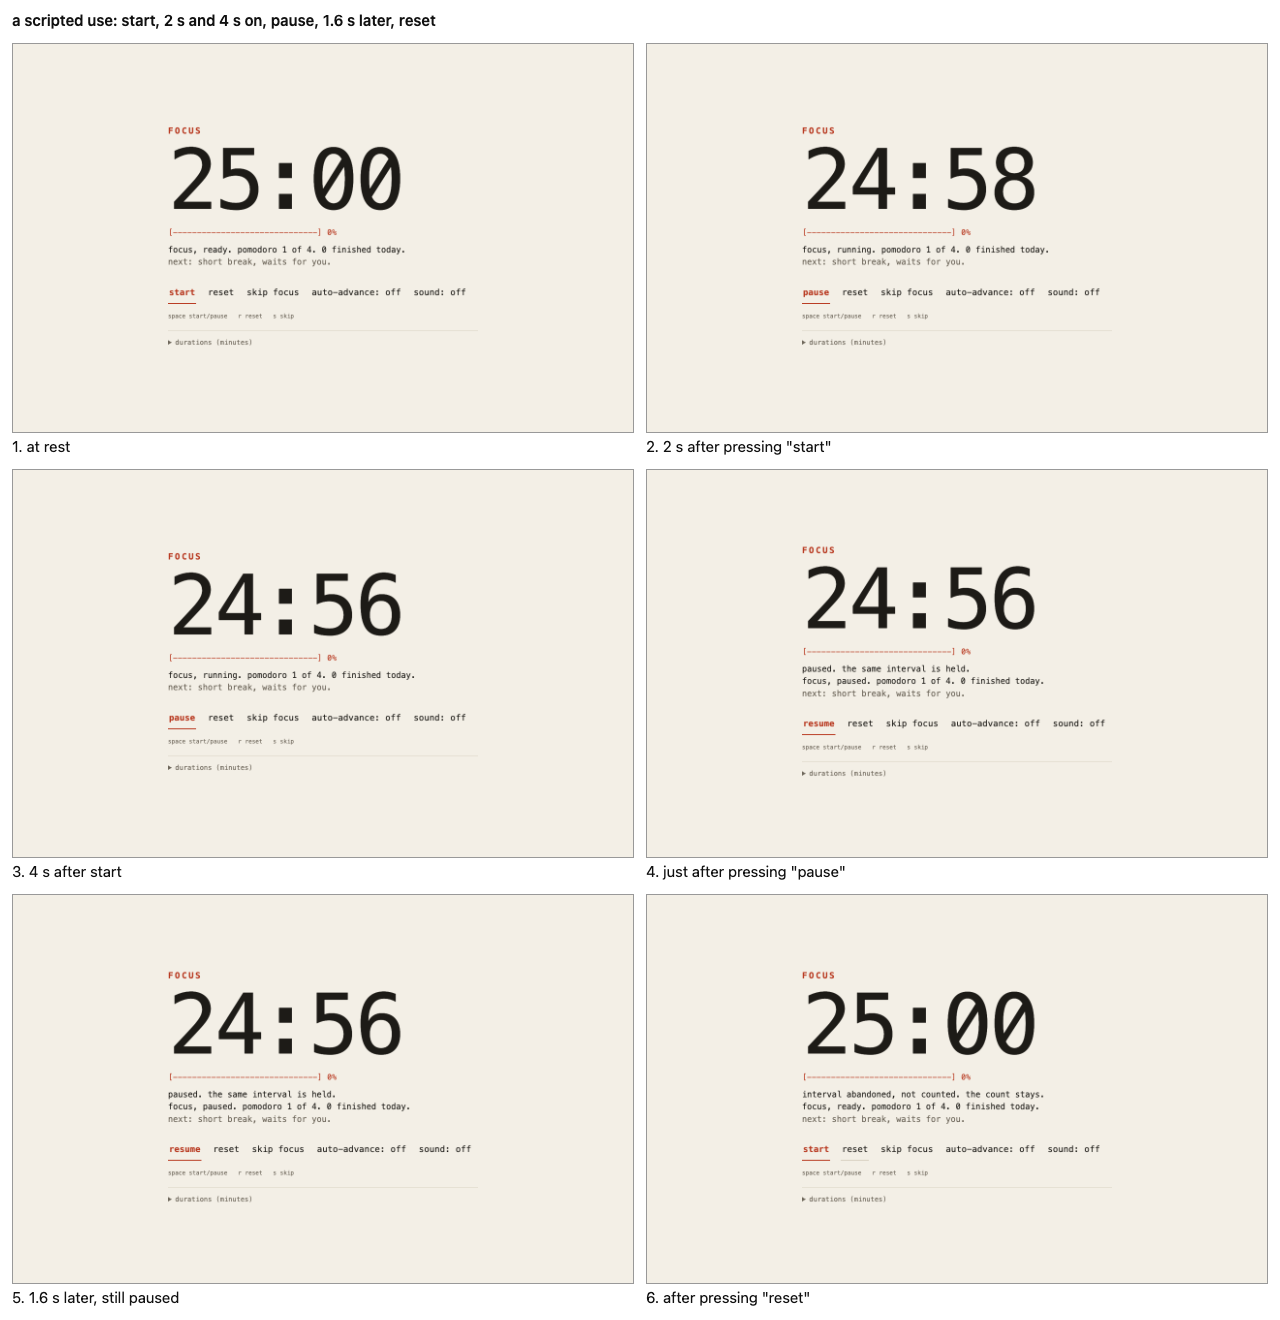 a scripted use: start, 2 s and 4 s on, pause, 1.6 s later, reset
FOCUS
25:00
[------------------------------] 0%
focus, ready. pomodoro 1 of 4. 0 finished today.
next: short break, waits for you.
start reset skip focus auto-advance: off sound: off
space start/pause r reset s skip
▸ durations (minutes)
1. at rest
FOCUS
24:58
[------------------------------] 0%
focus, running. pomodoro 1 of 4. 0 finished today.
next: short break, waits for you.
pause reset skip focus auto-advance: off sound: off
space start/pause r reset s skip
▸ durations (minutes)
2. 2 s after pressing "start"
FOCUS
24:56
[------------------------------] 0%
focus, running. pomodoro 1 of 4. 0 finished today.
next: short break, waits for you.
pause reset skip focus auto-advance: off sound: off
space start/pause r reset s skip
▸ durations (minutes)
3. 4 s after start
FOCUS
24:56
[------------------------------] 0%
paused. the same interval is held.
focus, paused. pomodoro 1 of 4. 0 finished today.
next: short break, waits for you.
resume reset skip focus auto-advance: off sound: off
space start/pause r reset s skip
▸ durations (minutes)
4. just after pressing "pause"
FOCUS
24:56
[------------------------------] 0%
paused. the same interval is held.
focus, paused. pomodoro 1 of 4. 0 finished today.
next: short break, waits for you.
resume reset skip focus auto-advance: off sound: off
space start/pause r reset s skip
▸ durations (minutes)
5. 1.6 s later, still paused
FOCUS
25:00
[------------------------------] 0%
interval abandoned, not counted. the count stays.
focus, ready. pomodoro 1 of 4. 0 finished today.
next: short break, waits for you.
start reset skip focus auto-advance: off sound: off
space start/pause r reset s skip
▸ durations (minutes)
6. after pressing "reset"